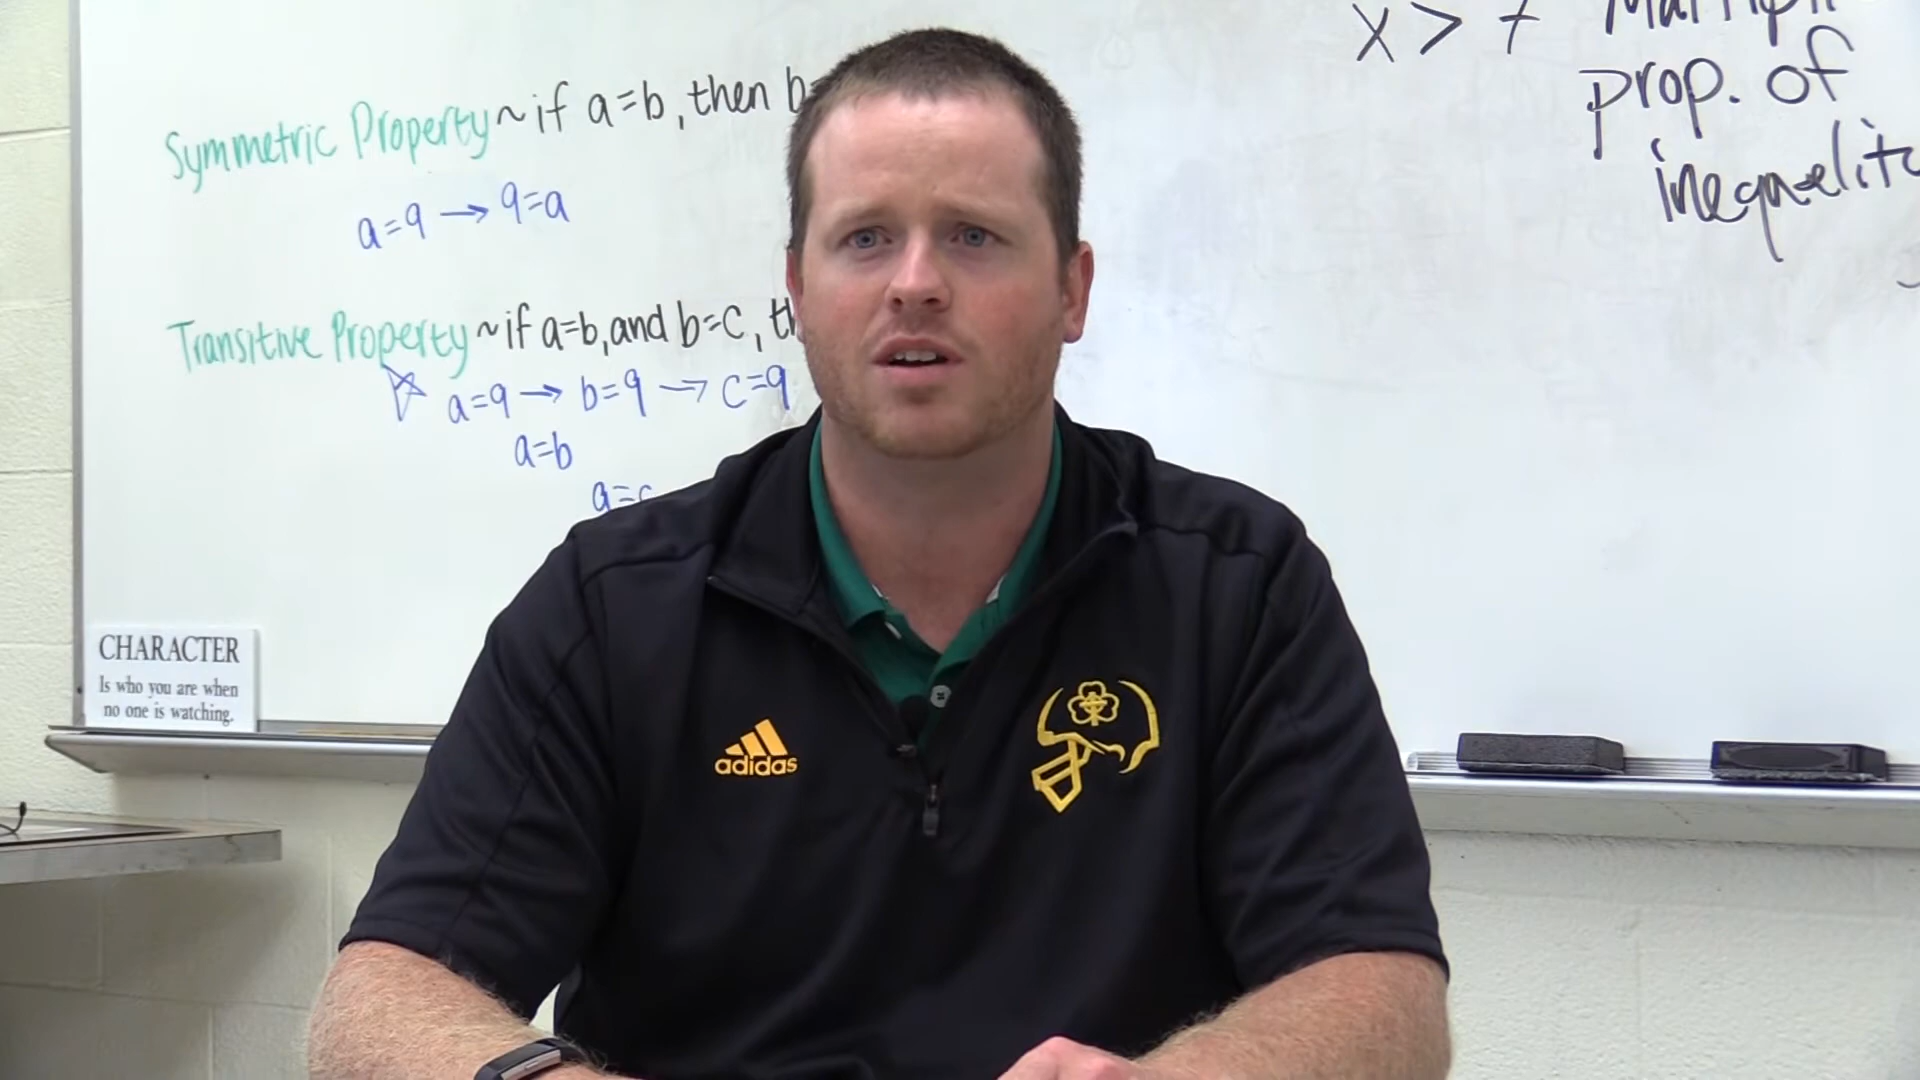 Symmetric Property ~ if a=b, then b=
a=9 → 9=a
Transitive Property ~ if a=b, and b=c, th
a=9 → b=9 → c=9
a=b
a=c
x > 7
prop. of
inequality
CHARACTER
Is who you are when
no one is watching.
adidas